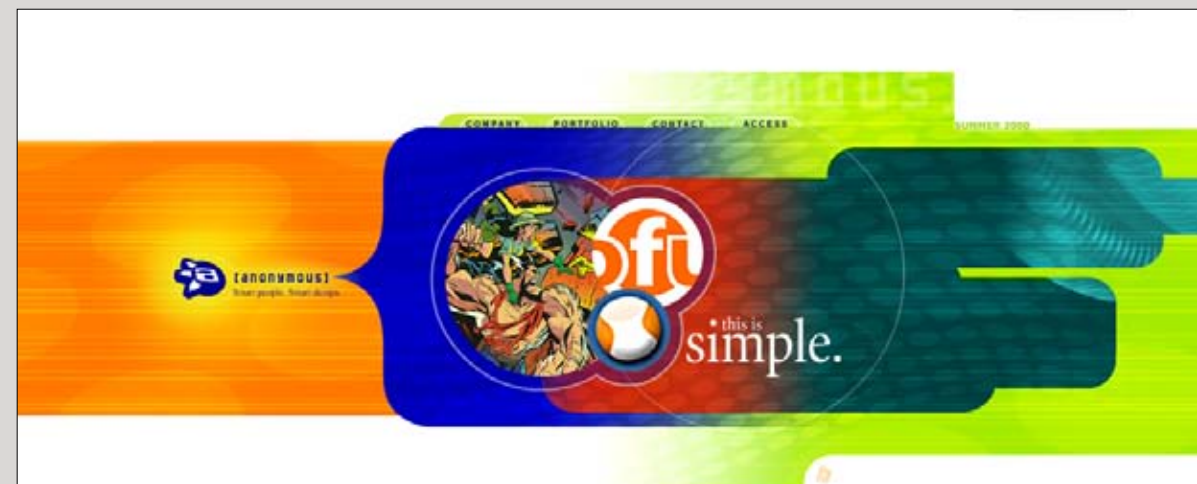 COMPANY PORTFOLIO CONTACT ACCESS
SUMMER 2000
[anonymous]
Smart people. Smart design.
this is
simple.